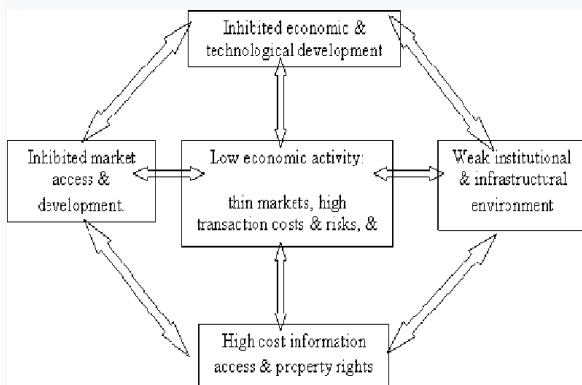 Inhibited economic &
technological development
Inhibited market
access &
development.
Low economic activity:
thin markets, high
transaction costs & risks, &
Weak institutional
& infrastructural
environment
High cost information
access & property rights